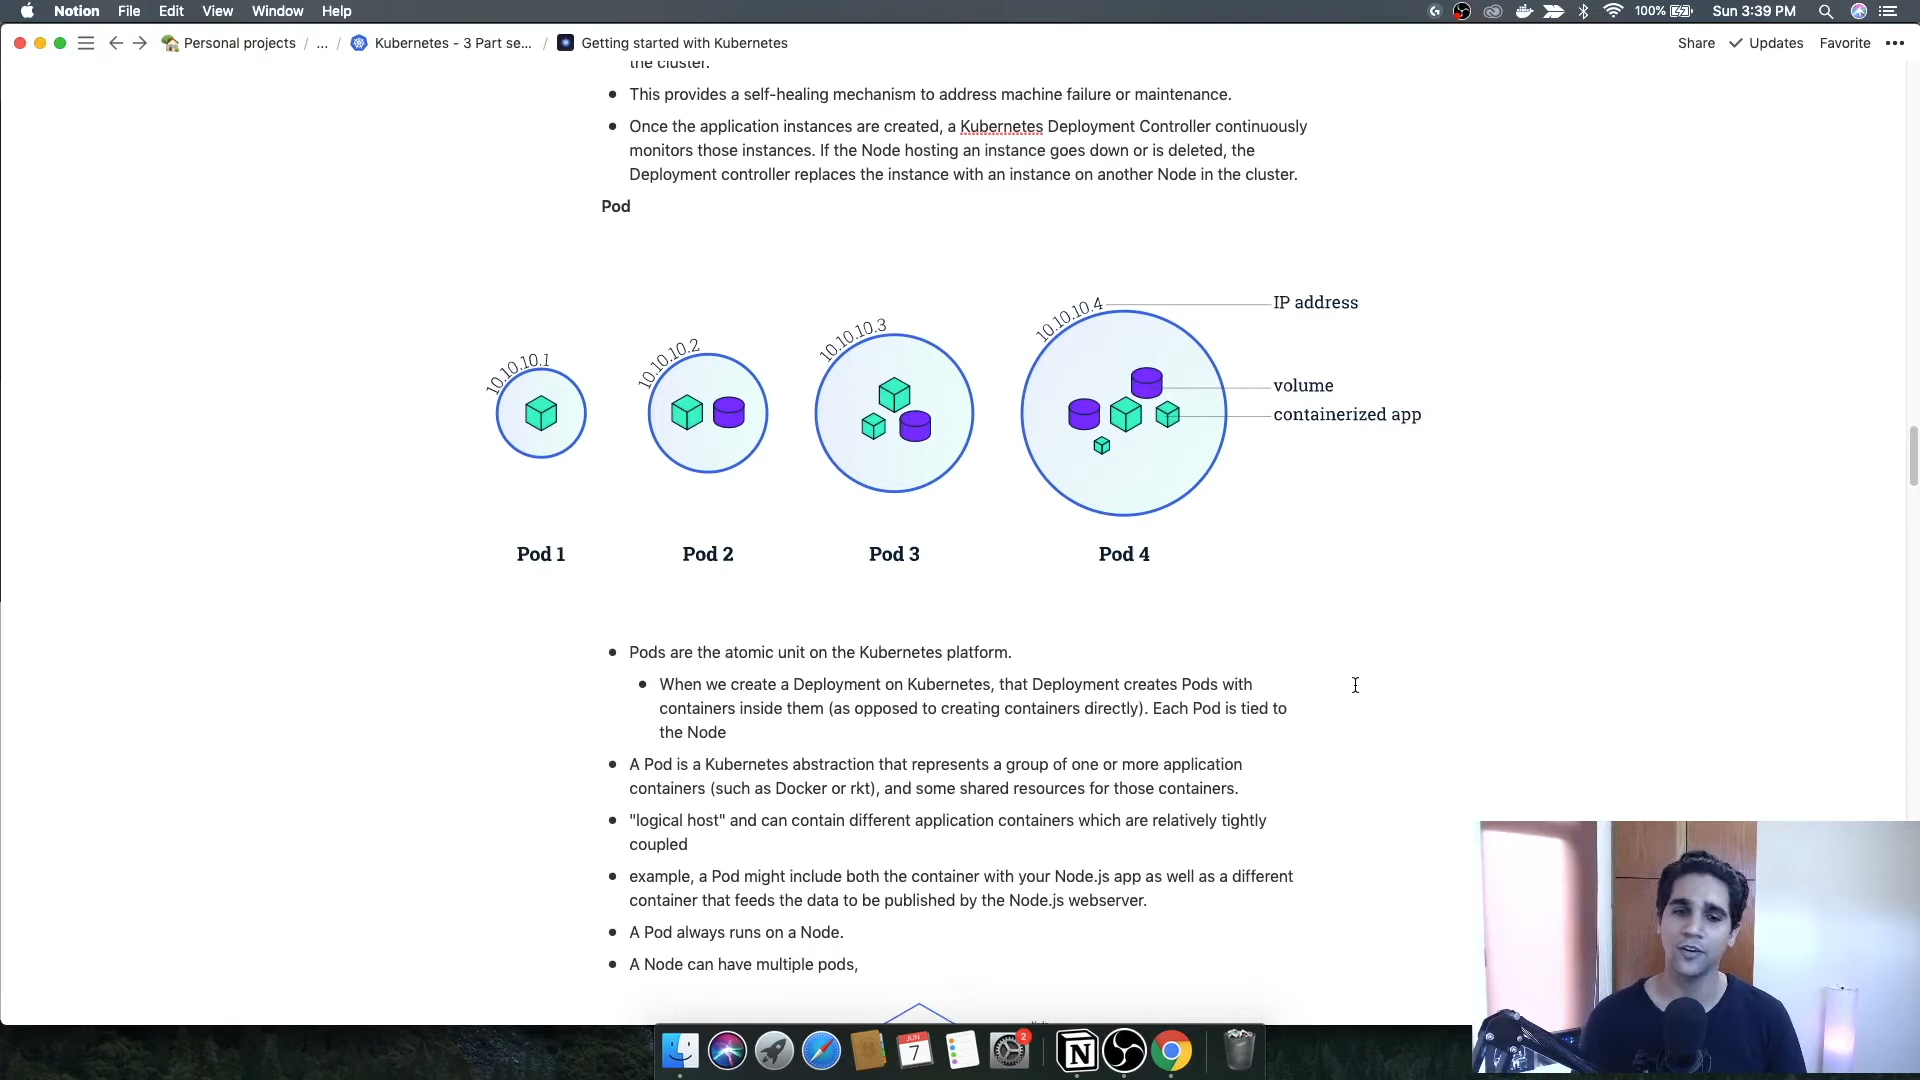 Notion File Edit View Window Help 100% Sun 3:39 PM
Personal projects / ... / Kubernetes - 3 Part se... / Getting started with Kubernetes Share Updates Favorite
the cluster.
This provides a self-healing mechanism to address machine failure or maintenance.
Once the application instances are created, a Kubernetes Deployment Controller continuously
monitors those instances. If the Node hosting an instance goes down or is deleted, the
Deployment controller replaces the instance with an instance on another Node in the cluster.
Pod
10.10.10.1
10.10.10.2
10.10.10.3
10.10.10.4
IP address
volume
containerized app
Pod 1
Pod 2
Pod 3
Pod 4
Pods are the atomic unit on the Kubernetes platform.
When we create a Deployment on Kubernetes, that Deployment creates Pods with
containers inside them (as opposed to creating containers directly). Each Pod is tied to
the Node
A Pod is a Kubernetes abstraction that represents a group of one or more application
containers (such as Docker or rkt), and some shared resources for those containers.
"logical host" and can contain different application containers which are relatively tightly
coupled
example, a Pod might include both the container with your Node.js app as well as a different
container that feeds the data to be published by the Node.js webserver.
A Pod always runs on a Node.
A Node can have multiple pods,
JUN
7
2